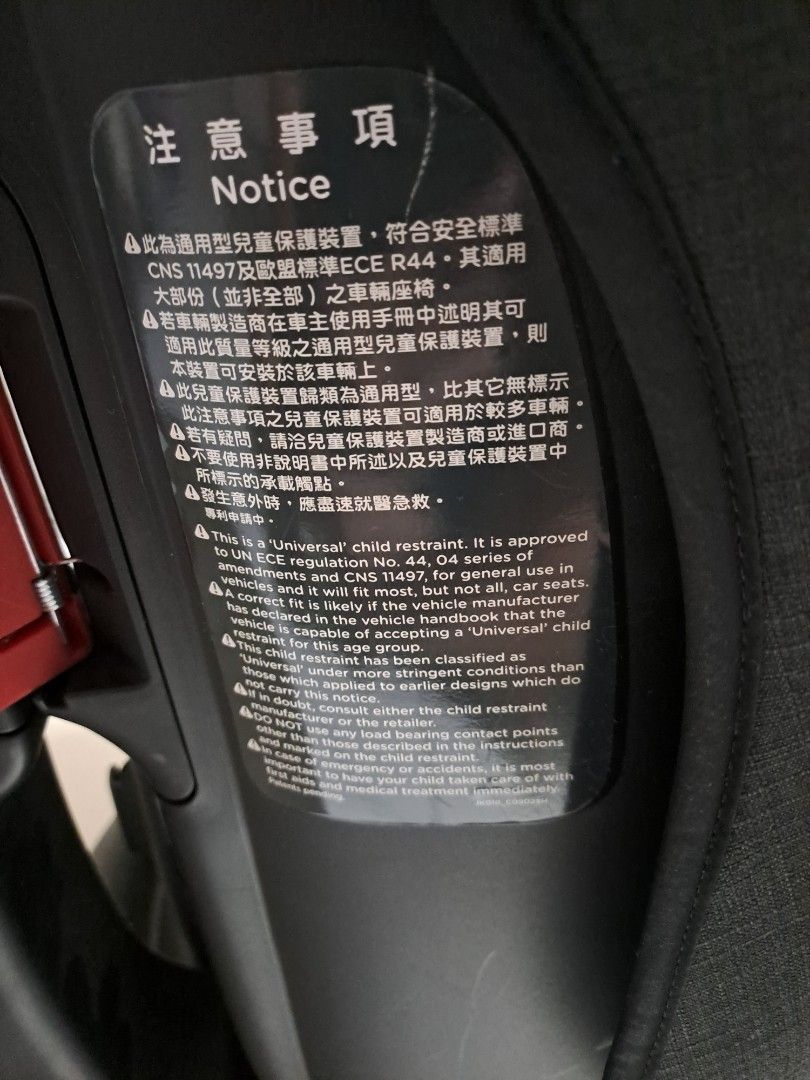 注意事項
Notice
⚠此為通用型兒童保護裝置，符合安全標準
CNS 11497及歐盟標準ECE R44。其適用
大部份（並非全部）之車輛座椅。
⚠若車輛製造商在車主使用手冊中述明其可
適用此質量等級之通用型兒童保護裝置，則
本裝置可安裝於該車輛上。
⚠此兒童保護裝置歸類為通用型，比其它無標示
此注意事項之兒童保護裝置可適用於較多車輛。
⚠若有疑問，請洽兒童保護裝置製造商或進口商。
⚠不要使用非說明書中所述以及兒童保護裝置中
所標示的承載觸點。
⚠發生意外時，應盡速就醫急救。
專利申請中。
⚠This is a 'Universal' child restraint. It is approved
to UN ECE regulation No. 44, 04 series of
amendments and CNS 11497, for general use in
vehicles and it will fit most, but not all, car seats.
⚠A correct fit is likely if the vehicle manufacturer
has declared in the vehicle handbook that the
vehicle is capable of accepting a 'Universal' child
restraint for this age group.
⚠This child restraint has been classified as
'Universal' under more stringent conditions than
those which applied to earlier designs which do
not carry this notice.
⚠If in doubt, consult either the child restraint
manufacturer or the retailer.
⚠DO NOT use any load bearing contact points
other than those described in the instructions
and marked on the child restraint.
⚠In case of emergency or accidents, it is most
important to have your child taken care of with
first aids and medical treatment immediately.
Patents pending.